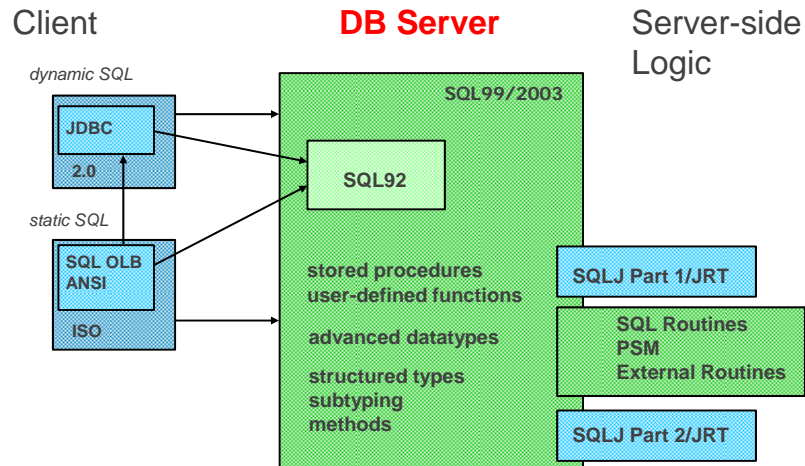 Client
DB Server
Server-side
Logic
dynamic SQL
JDBC
2.0
static SQL
SQL OLB
ANSI
ISO
SQL99/2003
SQL92
stored procedures
user-defined functions
advanced datatypes
structured types
subtyping
methods
SQLJ Part 1/JRT
SQL Routines
PSM
External Routines
SQLJ Part 2/JRT